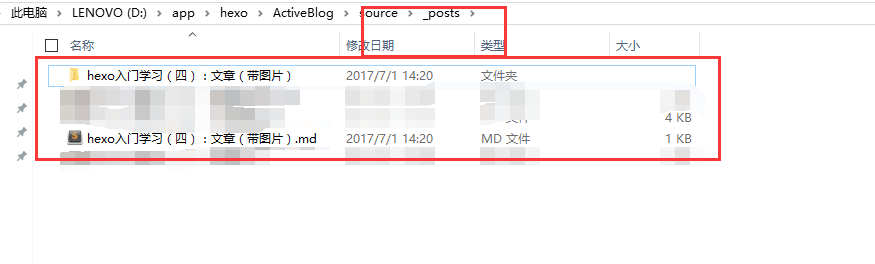 此电脑 > LENOVO (D:) > app > hexo > ActiveBlog > source > _posts >
名称 修改日期 类型 大小
hexo入门学习（四）：文章（带图片） 2017/7/1 14:20 文件夹
文件 4 KB
hexo入门学习（四）：文章（带图片）.md 2017/7/1 14:20 MD 文件 1 KB